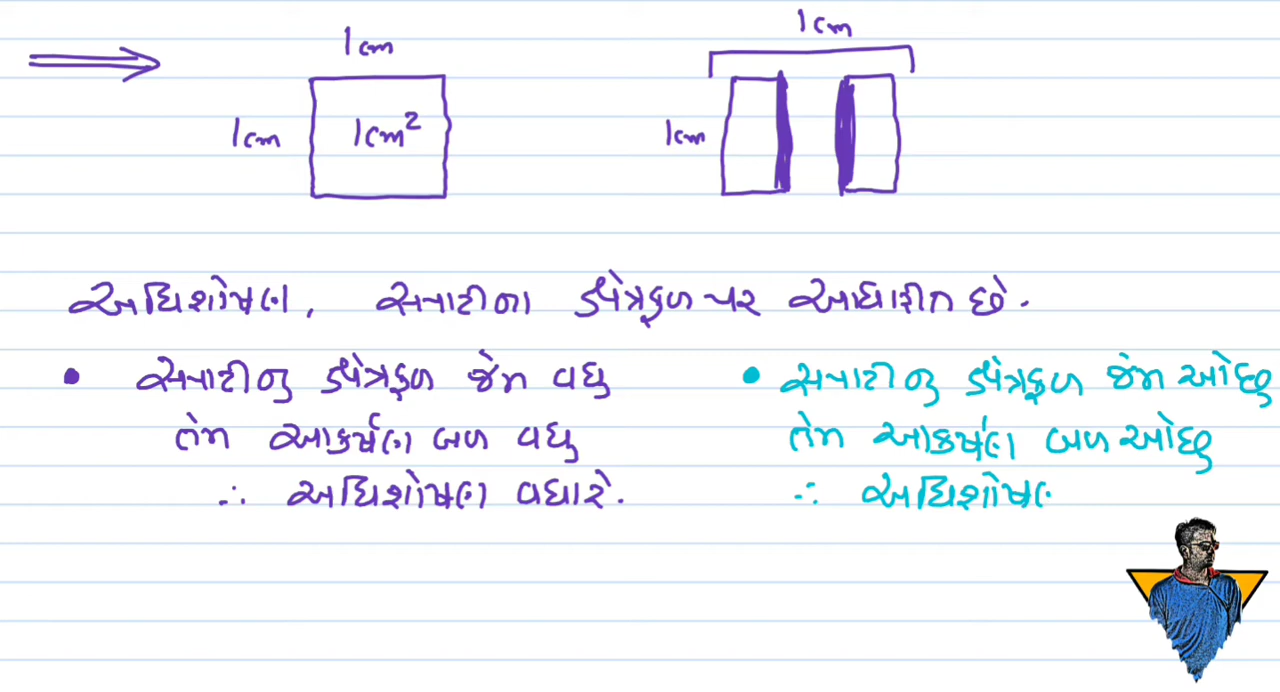 1cm
1cm
1cm
1cm²
1cm
અધિશોષણ, સપાટીના ક્ષેત્રફળ પર આધારીત છે.
• સપાટીનુ ક્ષેત્રફળ જેમ વધુ
તેમ આકર્ષણ બળ વધુ
∴ અધિશોષણ વધારે.
• સપાટીનુ ક્ષેત્રફળ જેમ ઓછુ
તેમ આકર્ષણ બળ ઓછુ
∴ અધિશોષણ